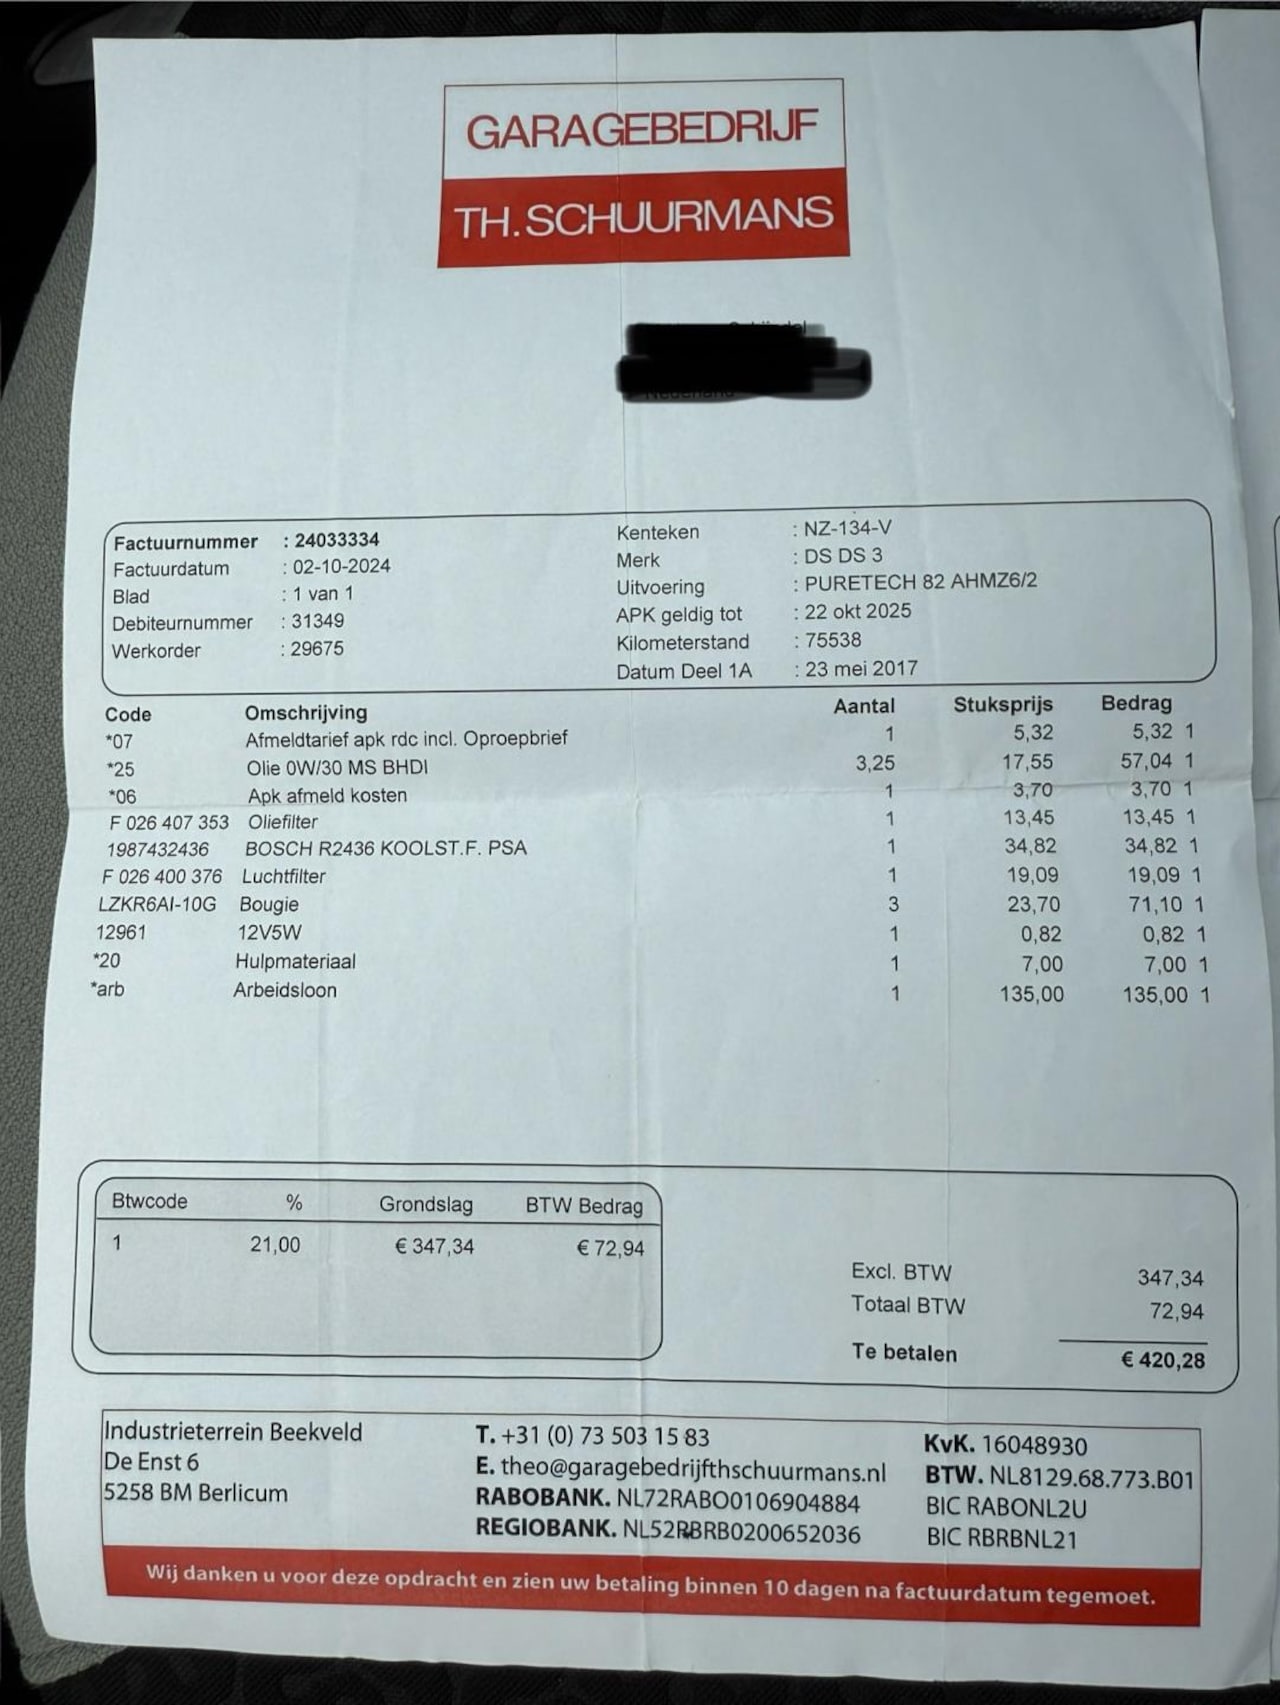 GARAGEBEDRIJF
TH.SCHUURMANS
Nederland
Factuurnummer : 24033334
Factuurdatum : 02-10-2024
Blad : 1 van 1
Debiteurnummer : 31349
Werkorder : 29675
Kenteken : NZ-134-V
Merk : DS DS 3
Uitvoering : PURETECH 82 AHMZ6/2
APK geldig tot : 22 okt 2025
Kilometerstand : 75538
Datum Deel 1A : 23 mei 2017
Code Omschrijving Aantal Stuksprijs Bedrag
*07 Afmeldtarief apk rdc incl. Oproepbrief 1 5,32 5,32 1
*25 Olie 0W/30 MS BHDI 3,25 17,55 57,04 1
*06 Apk afmeld kosten 1 3,70 3,70 1
F 026 407 353 Oliefilter 1 13,45 13,45 1
1987432436 BOSCH R2436 KOOLST.F. PSA 1 34,82 34,82 1
F 026 400 376 Luchtfilter 1 19,09 19,09 1
LZKR6AI-10G Bougie 3 23,70 71,10 1
12961 12V5W 1 0,82 0,82 1
*20 Hulpmateriaal 1 7,00 7,00 1
*arb Arbeidsloon 1 135,00 135,00 1
Btwcode % Grondslag BTW Bedrag
1 21,00 € 347,34 € 72,94
Excl. BTW 347,34
Totaal BTW 72,94
Te betalen € 420,28
Industrieterrein Beekveld
De Enst 6
5258 BM Berlicum
T. +31 (0) 73 503 15 83
E. theo@garagebedrijfthschuurmans.nl
RABOBANK. NL72RABO0106904884
REGIOBANK. NL52RBRB0200652036
KvK. 16048930
BTW. NL8129.68.773.B01
BIC RABONL2U
BIC RBRBNL21
Wij danken u voor deze opdracht en zien uw betaling binnen 10 dagen na factuurdatum tegemoet.